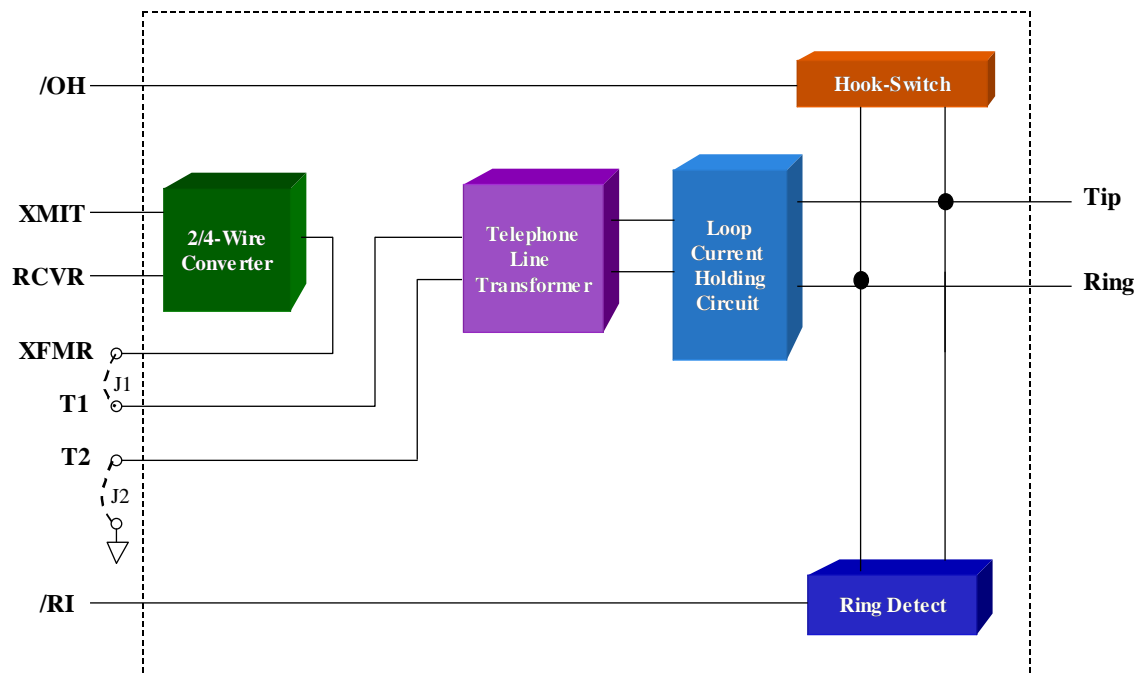 /OH
Hook-Switch
XMIT
2/4-Wire
Converter
RCVR
Telephone
Line
Transformer
Loop
Current
Holding
Circuit
Tip
Ring
XFMR
J1
T1
T2
J2
/RI
Ring Detect